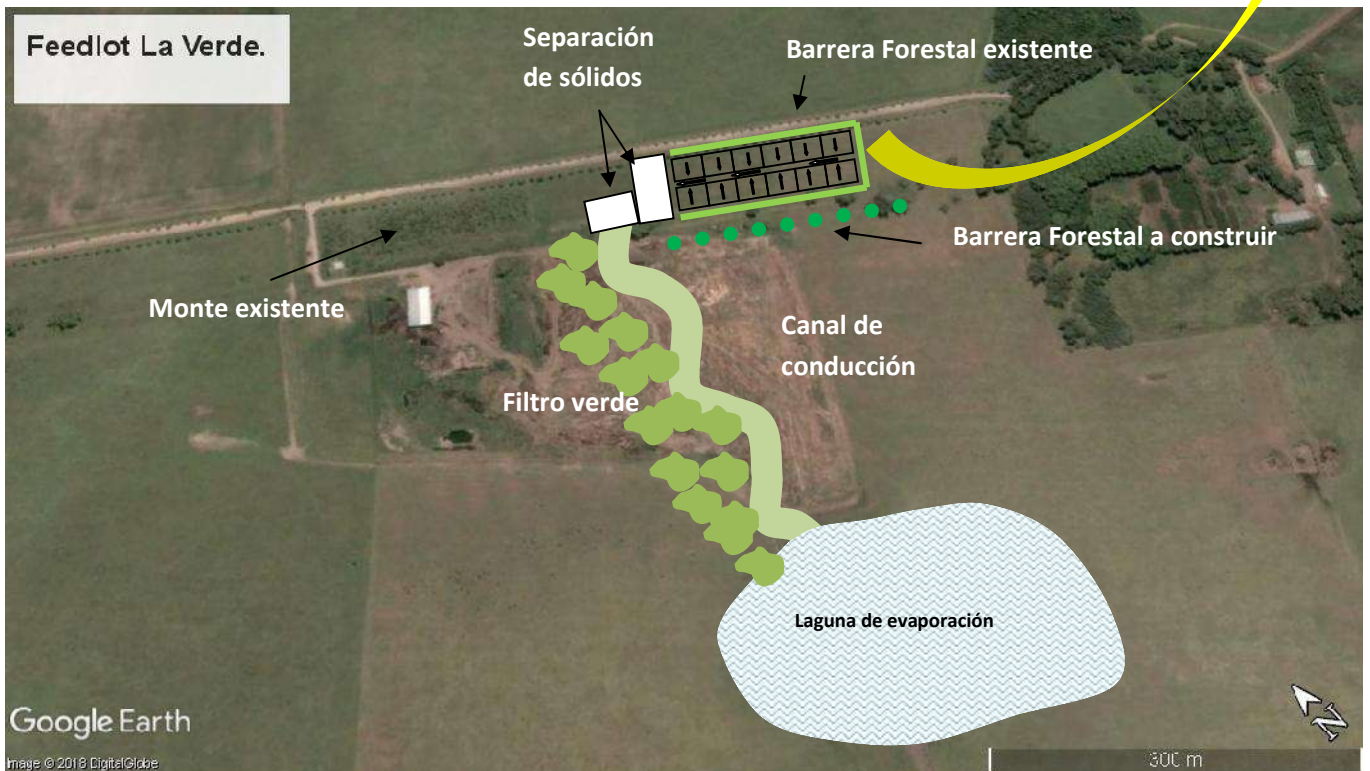 Feedlot La Verde.
Separación
de sólidos
Barrera Forestal existente
Barrera Forestal a construir
Monte existente
Canal de
conducción
Filtro verde
Laguna de evaporación
Google Earth
Image © 2018 DigitalGlobe
N
300 m